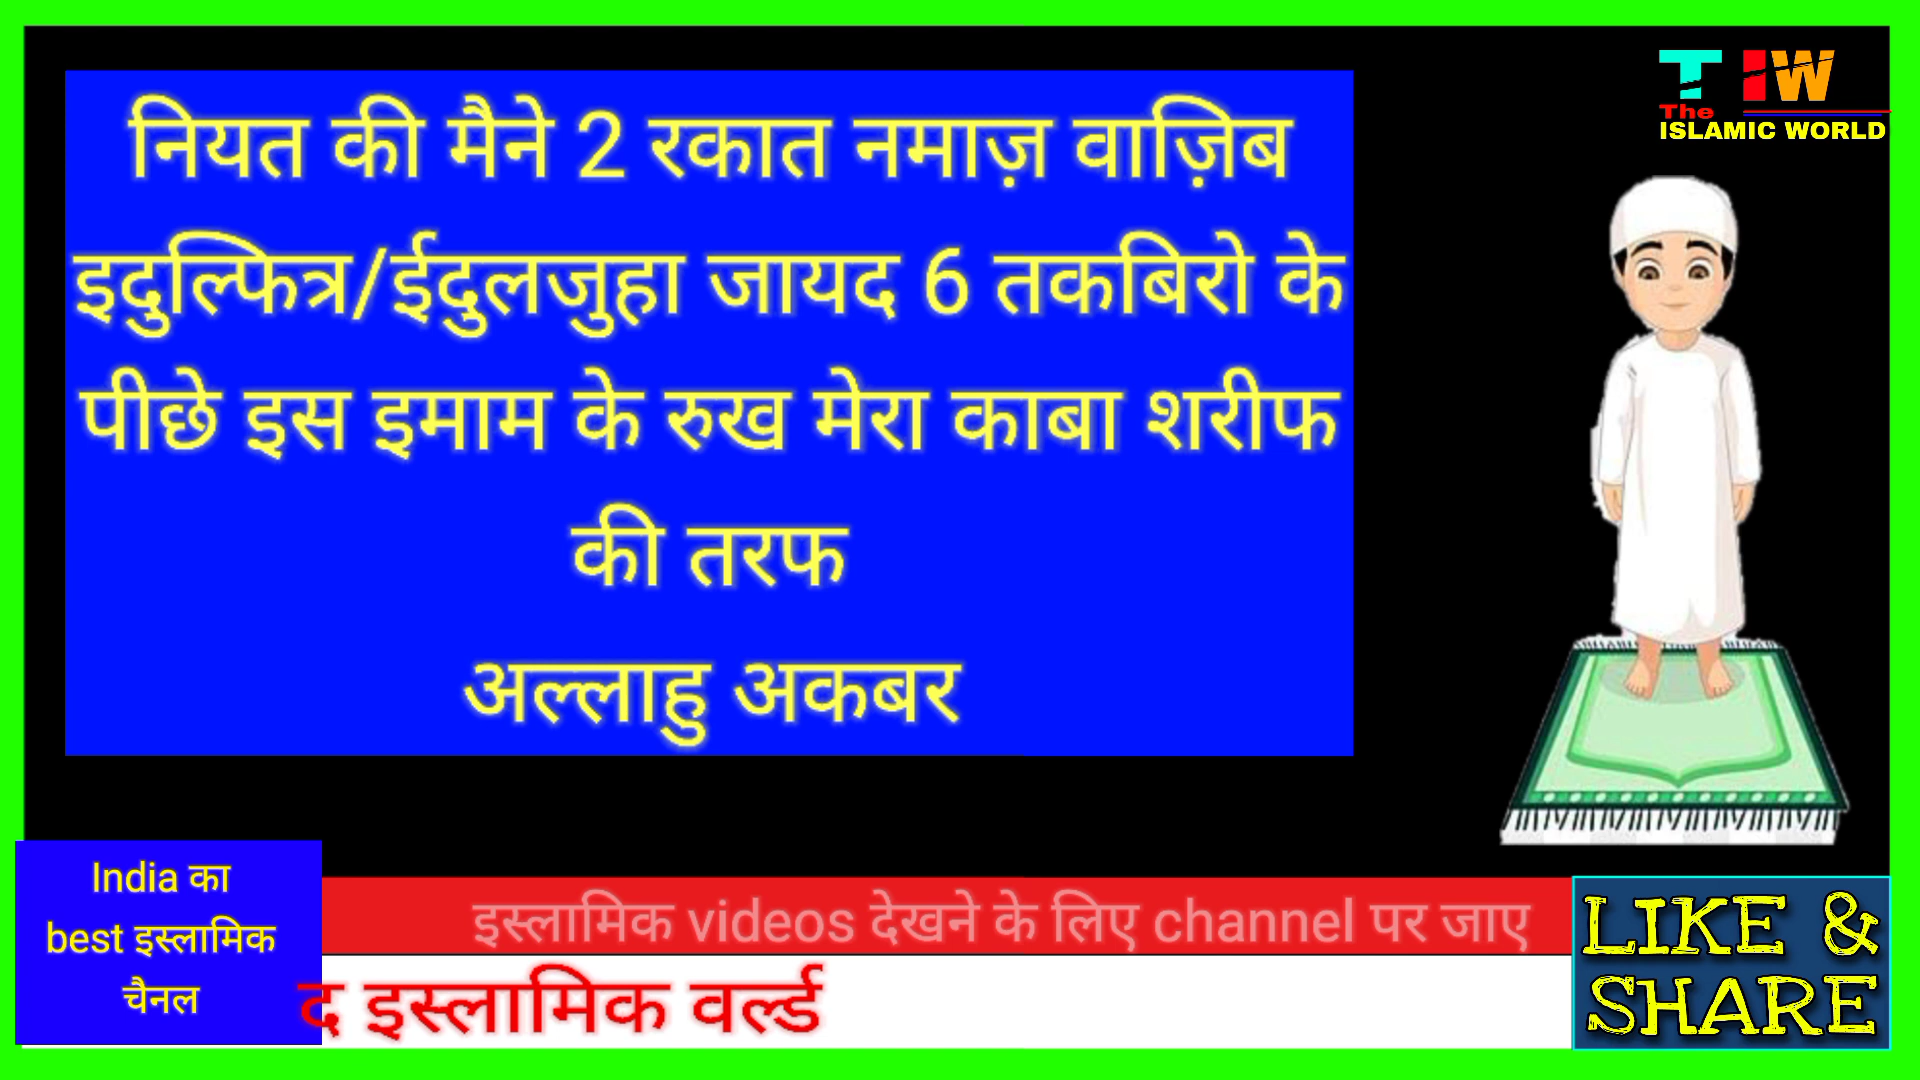 नियत की मैने 2 रकात नमाज़ वाज़िब
इदुल्फित्र/ईदुलजुहा जायद 6 तकबिरो के
पीछे इस इमाम के रुख मेरा काबा शरीफ
की तरफ
अल्लाहु अकबर
T IW
The
ISLAMIC WORLD
India का
best इस्लामिक
चैनल
इस्लामिक videos देखने के लिए channel पर जाए
द इस्लामिक वर्ल्ड
LIKE &
SHARE